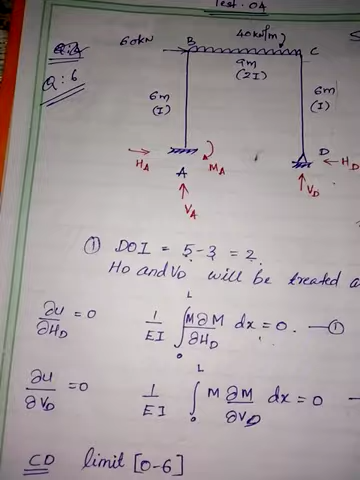 Test: 04
Q:6
60kN
B
40kN/m
C
9m
(2I)
6m
(I)
6m
(I)
D
HA
MA
A
VA
HD
VD
① DOI = 5-3 = 2.
HD and VD will be treated a
∂U/∂HD = 0 1/EI ∫₀ᴸ M∂M/∂HD dx = 0. —①
∂U/∂VD = 0 1/EI ∫₀ᴸ M ∂M/∂VD dx = 0 —
CD limit [0-6]